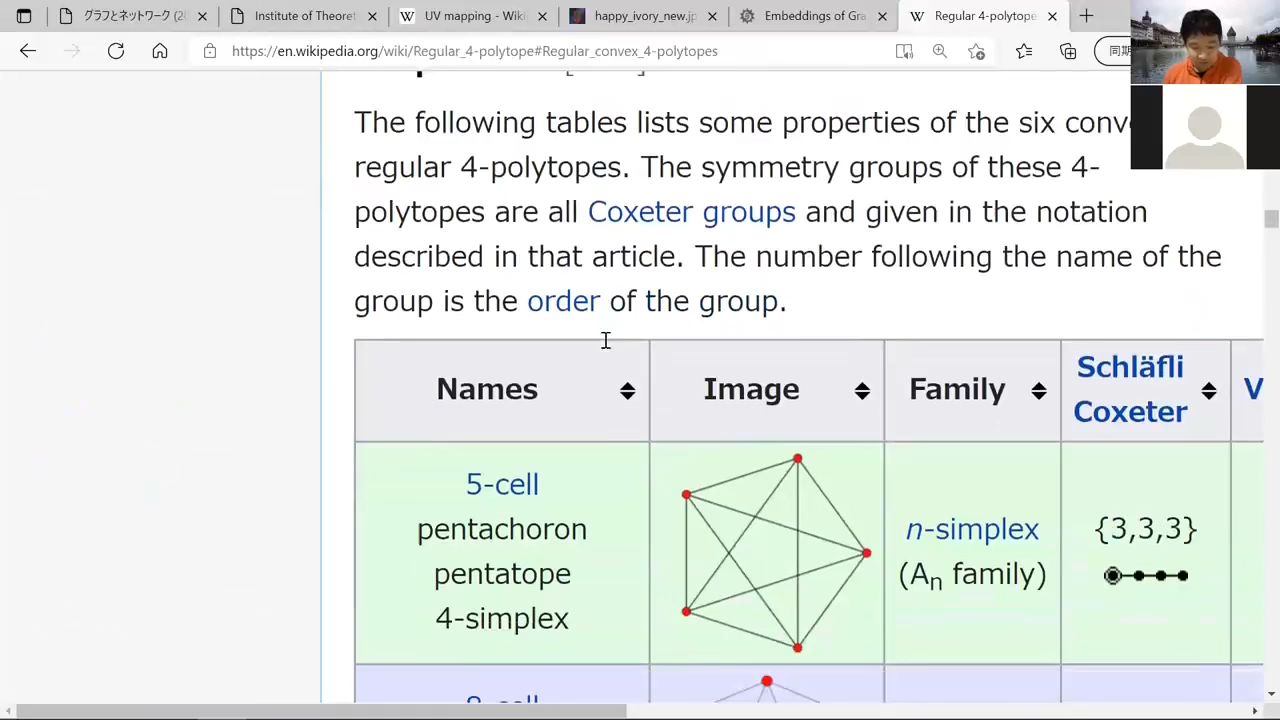 グラフとネットワーク (2
Institute of Theoret
UV mapping - Wiki
happy_ivory_new.jp
Embeddings of Gra
Regular 4-polytope
https://en.wikipedia.org/wiki/Regular_4-polytope#Regular_convex_4-polytopes
同期
The following tables lists some properties of the six conv
regular 4-polytopes. The symmetry groups of these 4-
polytopes are all Coxeter groups and given in the notation
described in that article. The number following the name of the
group is the order of the group.
Names
Image
Family
Schläfli
Coxeter
V
5-cell
pentachoron
pentatope
4-simplex
n-simplex
(An family)
{3,3,3}
8-cell